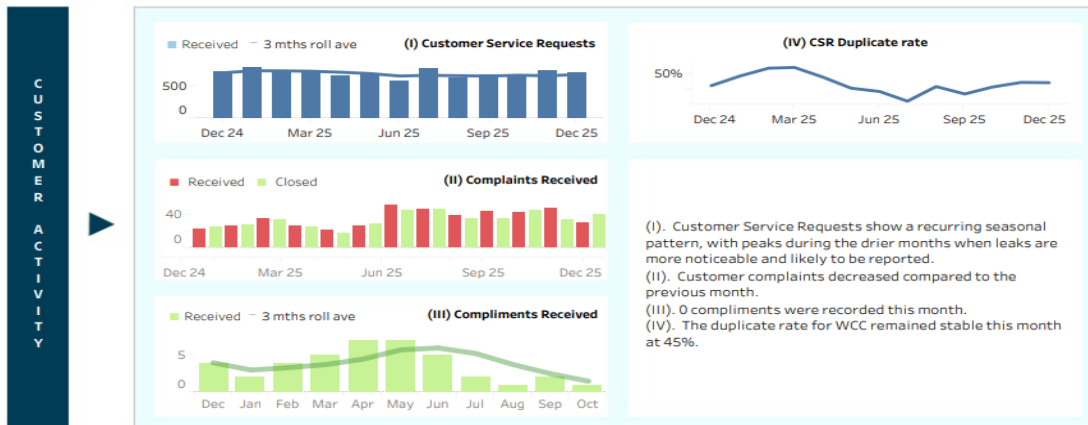 CUSTOMER ACTIVITY
Received 3 mths roll ave (I) Customer Service Requests
500
0
Dec 24 Mar 25 Jun 25 Sep 25 Dec 25
(IV) CSR Duplicate rate
50%
Dec 24 Mar 25 Jun 25 Sep 25 Dec 25
Received Closed (II) Complaints Received
40
0
Dec 24 Mar 25 Jun 25 Sep 25 Dec 25
Received 3 mths roll ave (III) Compliments Received
5
0
Dec Jan Feb Mar Apr May Jun Jul Aug Sep Oct
(I). Customer Service Requests show a recurring seasonal
pattern, with peaks during the drier months when leaks are
more noticeable and likely to be reported.
(II). Customer complaints decreased compared to the
previous month.
(III). 0 compliments were recorded this month.
(IV). The duplicate rate for WCC remained stable this month
at 45%.